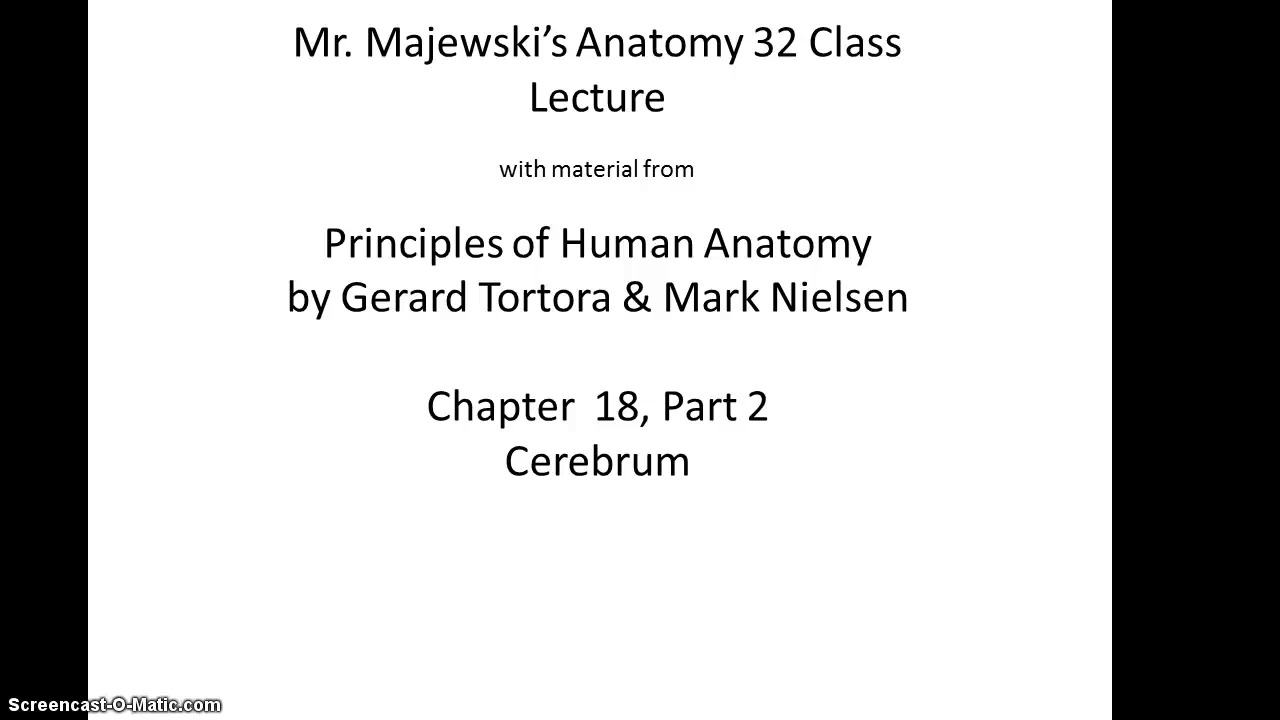 Mr. Majewski’s Anatomy 32 Class
Lecture
with material from
Principles of Human Anatomy
by Gerard Tortora & Mark Nielsen
Chapter  18, Part 2
Cerebrum
Screencast-O-Matic.com